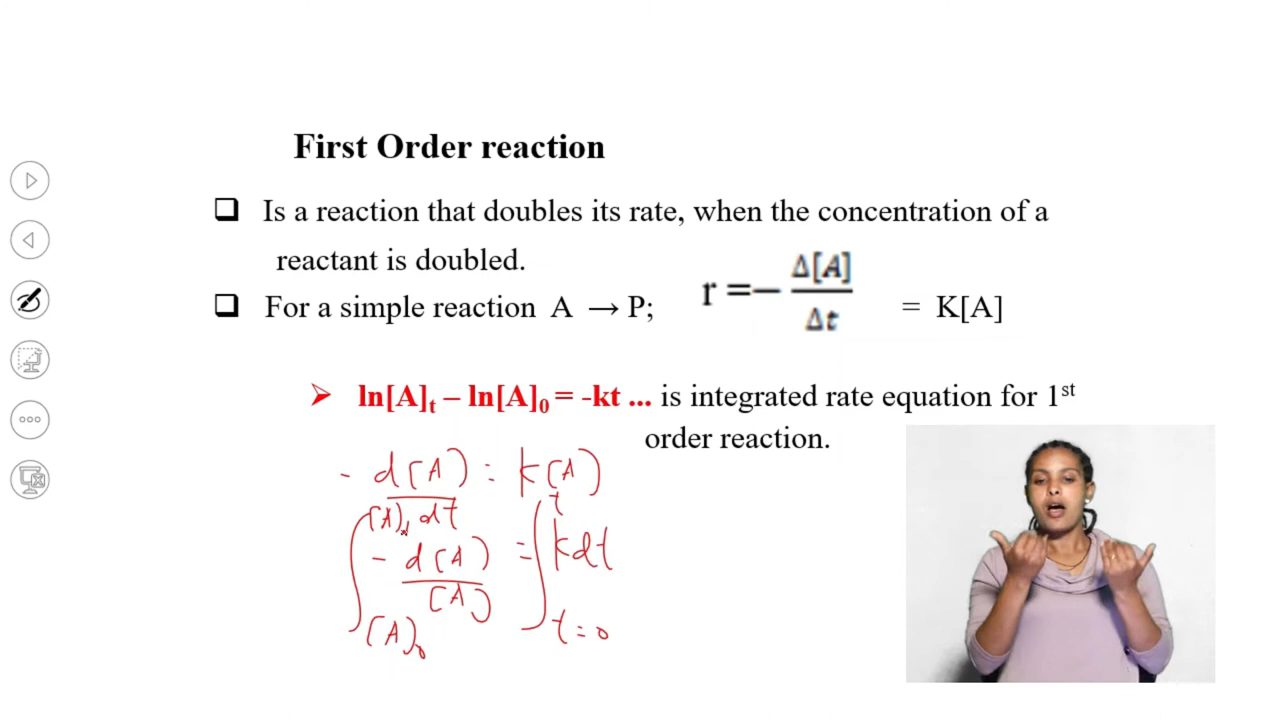 First Order reaction
❑ Is a reaction that doubles its rate, when the concentration of a
reactant is doubled.
❑ For a simple reaction A → P; r = − Δ[A] / Δt = K[A]
➢ ln[A]t – ln[A]0 = -kt ... is integrated rate equation for 1st
order reaction.
- d[A] / dt = k[A]
∫ [A]0 [A]t - d[A] / [A] = ∫ t=0 t kdt